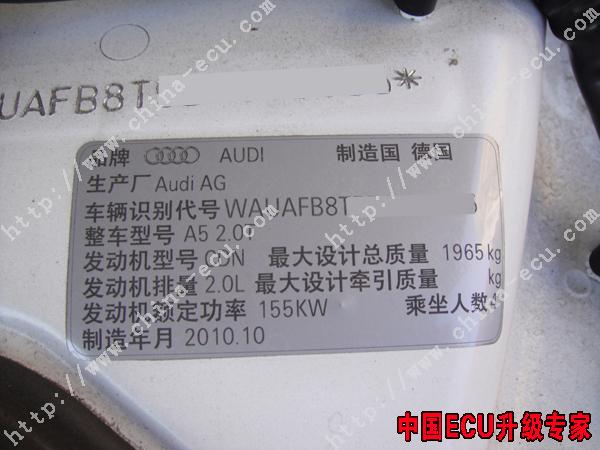 UAFB8T
*
品牌 AUDI 制造国 德国
生产厂 Audi AG
车辆识别代号 WAUAFB8T
整车型号 A5 2.0
发动机型号 CDN 最大设计总质量 1965 kg
发动机排量 2.0L 最大设计牵引质量 kg
发动机额定功率 155KW 乘坐人数 4
制造年月 2010.10
http://www.china-ecu.com
中国ECU升级专家